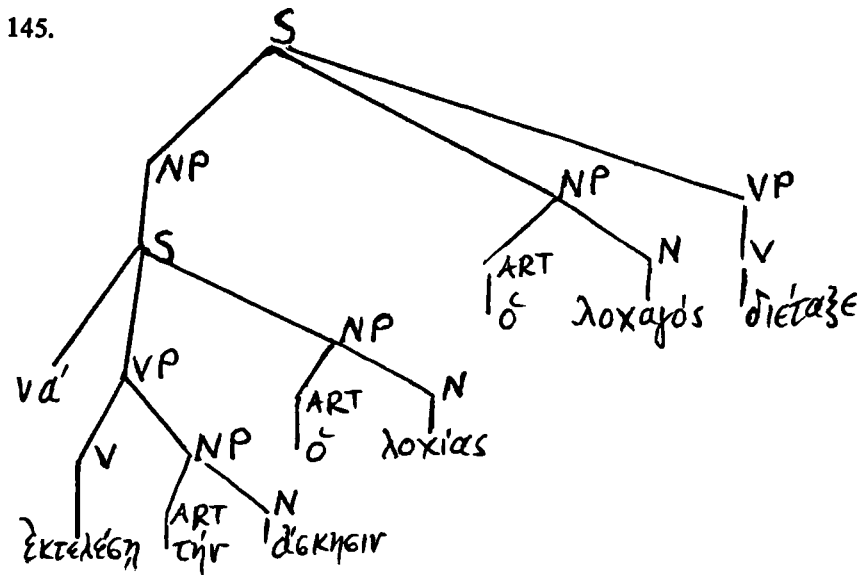 145.
S
NP
NP
VP
S
ART
N
V
ὁ
λοχαγός
διέταξε
NP
νά
VP
ART
N
ὁ
λοχίας
V
NP
ART
N
ἐκτελέσῃ
τήν
ἄσκησιν